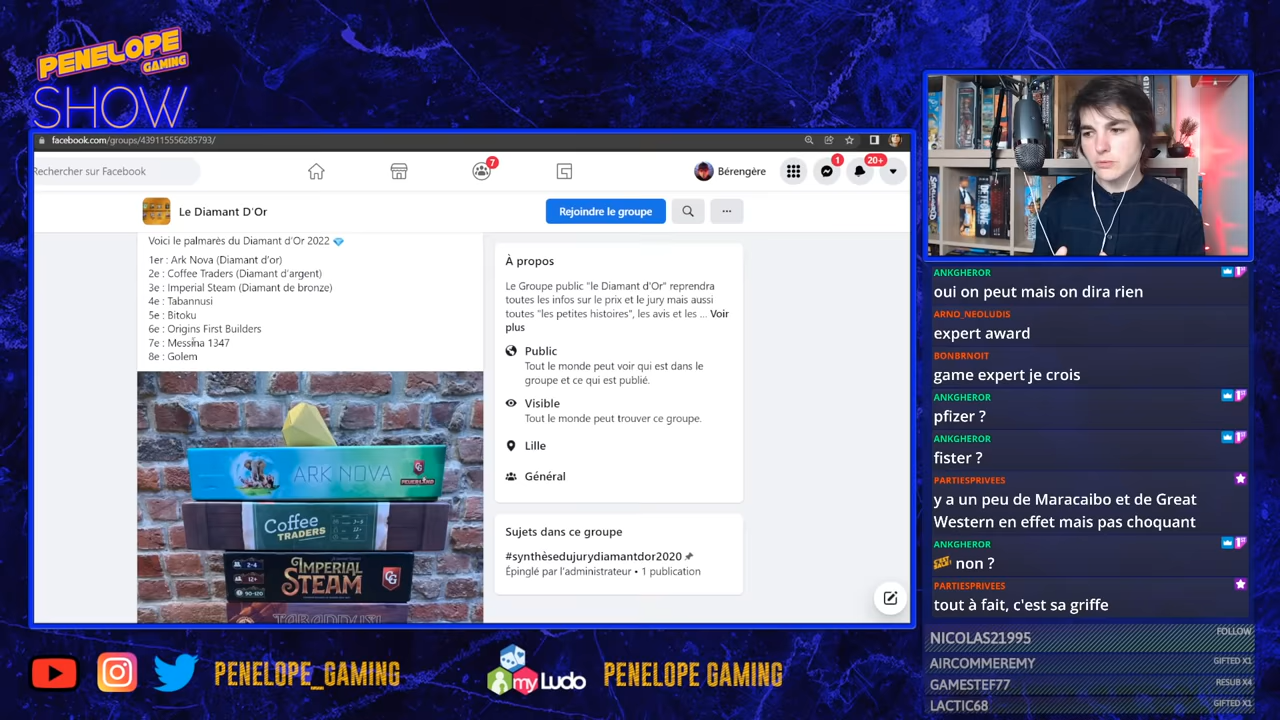 PENELOPE
GAMING
SHOW
facebook.com/groups/439115556285793/
Rechercher sur Facebook
7
Bérengère
1
20+
Le Diamant D'Or
Rejoindre le groupe
Voici le palmarès du Diamant d'Or 2022
1er : Ark Nova (Diamant d'or)
2e : Coffee Traders (Diamant d'argent)
3e : Imperial Steam (Diamant de bronze)
4e : Tabannusi
5e : Bitoku
6e : Origins First Builders
7e : Messina 1347
8e : Golem
ARK NOVA
FEUERLAND
Coffee
TRADERS
2-4
12+
90-120
IMPERIAL
STEAM
CG
TABANNUSI
À propos
Le Groupe public "le Diamant d'Or" reprendra
toutes les infos sur le prix et le jury mais aussi
toutes "les petites histoires", les avis et les ... Voir
plus
Public
Tout le monde peut voir qui est dans le
groupe et ce qui est publié.
Visible
Tout le monde peut trouver ce groupe.
Lille
Général
Sujets dans ce groupe
#synthèsedujurydiamantdor2020
Épinglé par l'administrateur • 1 publication
DETECTIVE
ANKGHEROR
oui on peut mais on dira rien
ARNO_NEOLUDIS
expert award
BONBRNOIT
game expert je crois
ANKGHEROR
pfizer ?
ANKGHEROR
fister ?
PARTIESPRIVEES
y a un peu de Maracaibo et de Great
Western en effet mais pas choquant
ANKGHEROR
non ?
PARTIESPRIVEES
tout à fait, c'est sa griffe
NICOLAS21995 FOLLOW
AIRCOMMEREMY GIFTED X1
GAMESTEF77 RESUB X4
LACTIC68 GIFTED X1
PENELOPE_GAMING
myLudo
PENELOPE GAMING